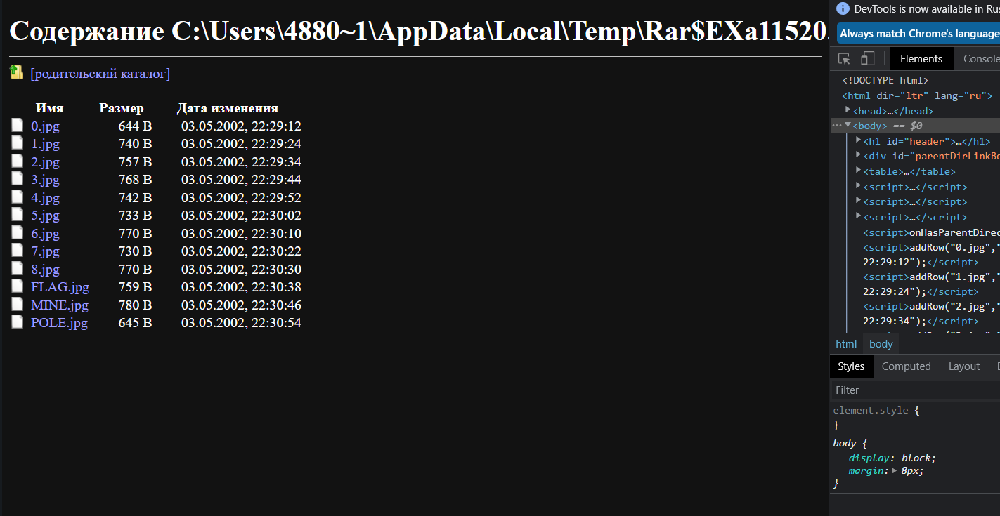 Содержание C:\Users\4880~1\AppData\Local\Temp\Rar$EXa11520.
[родительский каталог]
Имя Размер Дата изменения
0.jpg 644 B 03.05.2002, 22:29:12
1.jpg 740 B 03.05.2002, 22:29:24
2.jpg 757 B 03.05.2002, 22:29:34
3.jpg 768 B 03.05.2002, 22:29:44
4.jpg 742 B 03.05.2002, 22:29:52
5.jpg 733 B 03.05.2002, 22:30:02
6.jpg 770 B 03.05.2002, 22:30:10
7.jpg 730 B 03.05.2002, 22:30:22
8.jpg 770 B 03.05.2002, 22:30:30
FLAG.jpg 759 B 03.05.2002, 22:30:38
MINE.jpg 780 B 03.05.2002, 22:30:46
POLE.jpg 645 B 03.05.2002, 22:30:54
DevTools is now available in Rus
Always match Chrome's language
Elements Console
<!DOCTYPE html>
<html dir="ltr" lang="ru">
<head>…</head>
<body> == $0
<h1 id="header">…</h1>
<div id="parentDirLinkBo
<table>…</table>
<script>…</script>
<script>…</script>
<script>…</script>
<script>onHasParentDirec
<script>addRow("0.jpg","
22:29:12");</script>
<script>addRow("1.jpg","
22:29:24");</script>
<script>addRow("2.jpg","
22:29:34");</script>
html body
Styles Computed Layout
Filter
element.style {
}
body {
display: block;
margin: 8px;
}